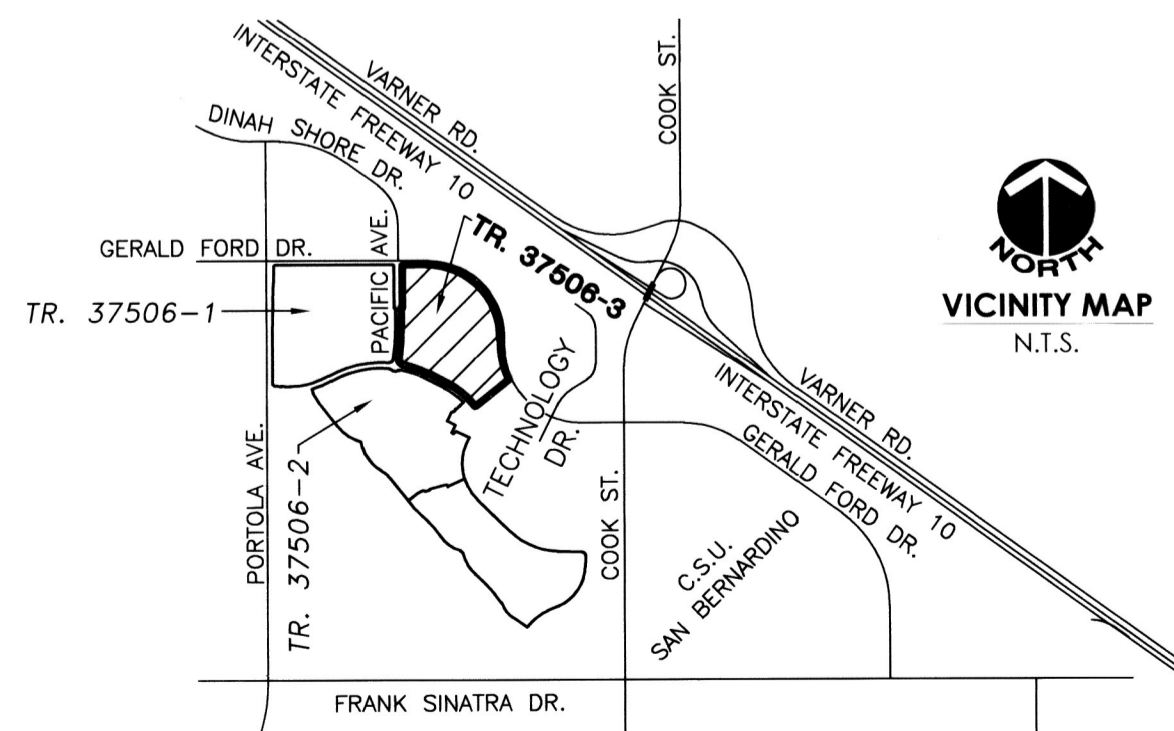 COOK ST.
VARNER RD.
INTERSTATE FREEWAY 10
DINAH SHORE DR.
GERALD FORD DR.
PACIFIC AVE.
TR. 37506-3
TR. 37506-1
NORTH
VICINITY MAP
N.T.S.
TECHNOLOGY
DR.
VARNER RD.
INTERSTATE FREEWAY 10
GERALD FORD DR.
PORTOLA AVE.
TR. 37506-2
COOK ST.
C.S.U.
SAN BERNARDINO
FRANK SINATRA DR.